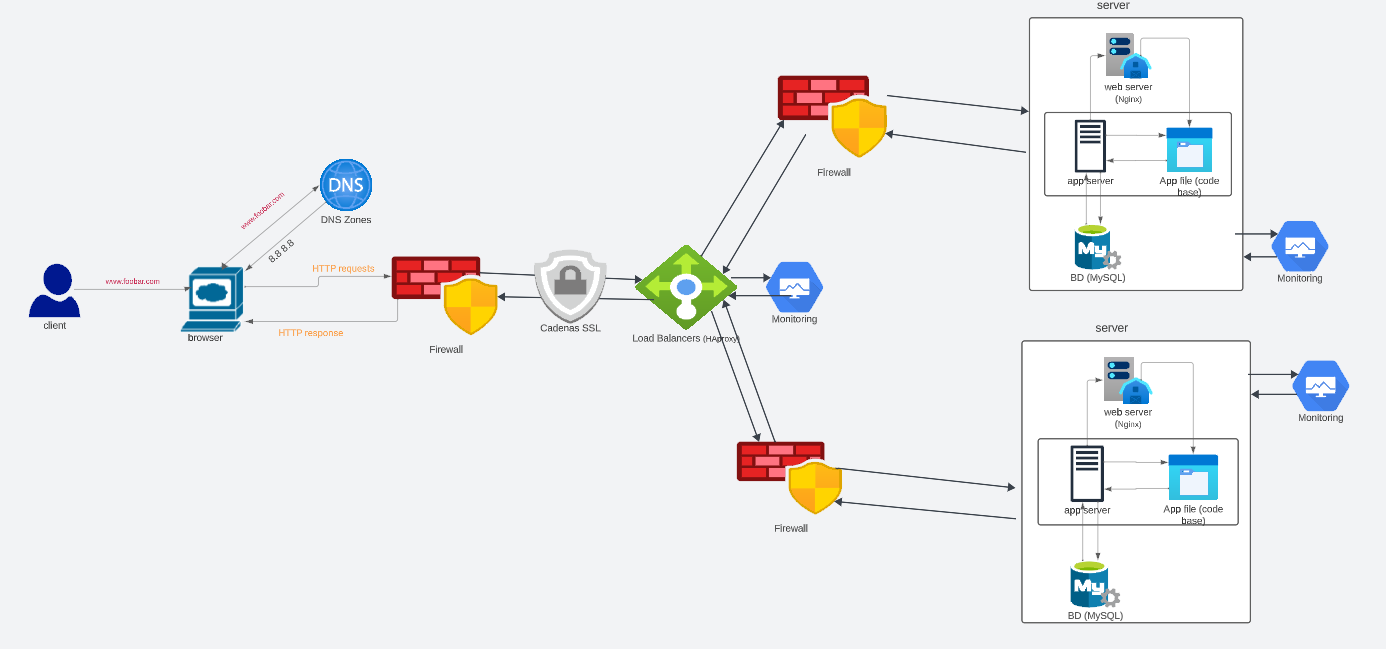 server
web server
(Nginx)
app server
App file (code
base)
BD (MySQL)
Monitoring
Firewall
DNS
DNS Zones
www.foobar.com
8.8 8.8
client
www.foobar.com
browser
HTTP requests
HTTP response
Firewall
Cadenas SSL
Load Balancers (HAproxy)
Monitoring
server
web server
(Nginx)
app server
App file (code
base)
BD (MySQL)
Monitoring
Firewall
My
My